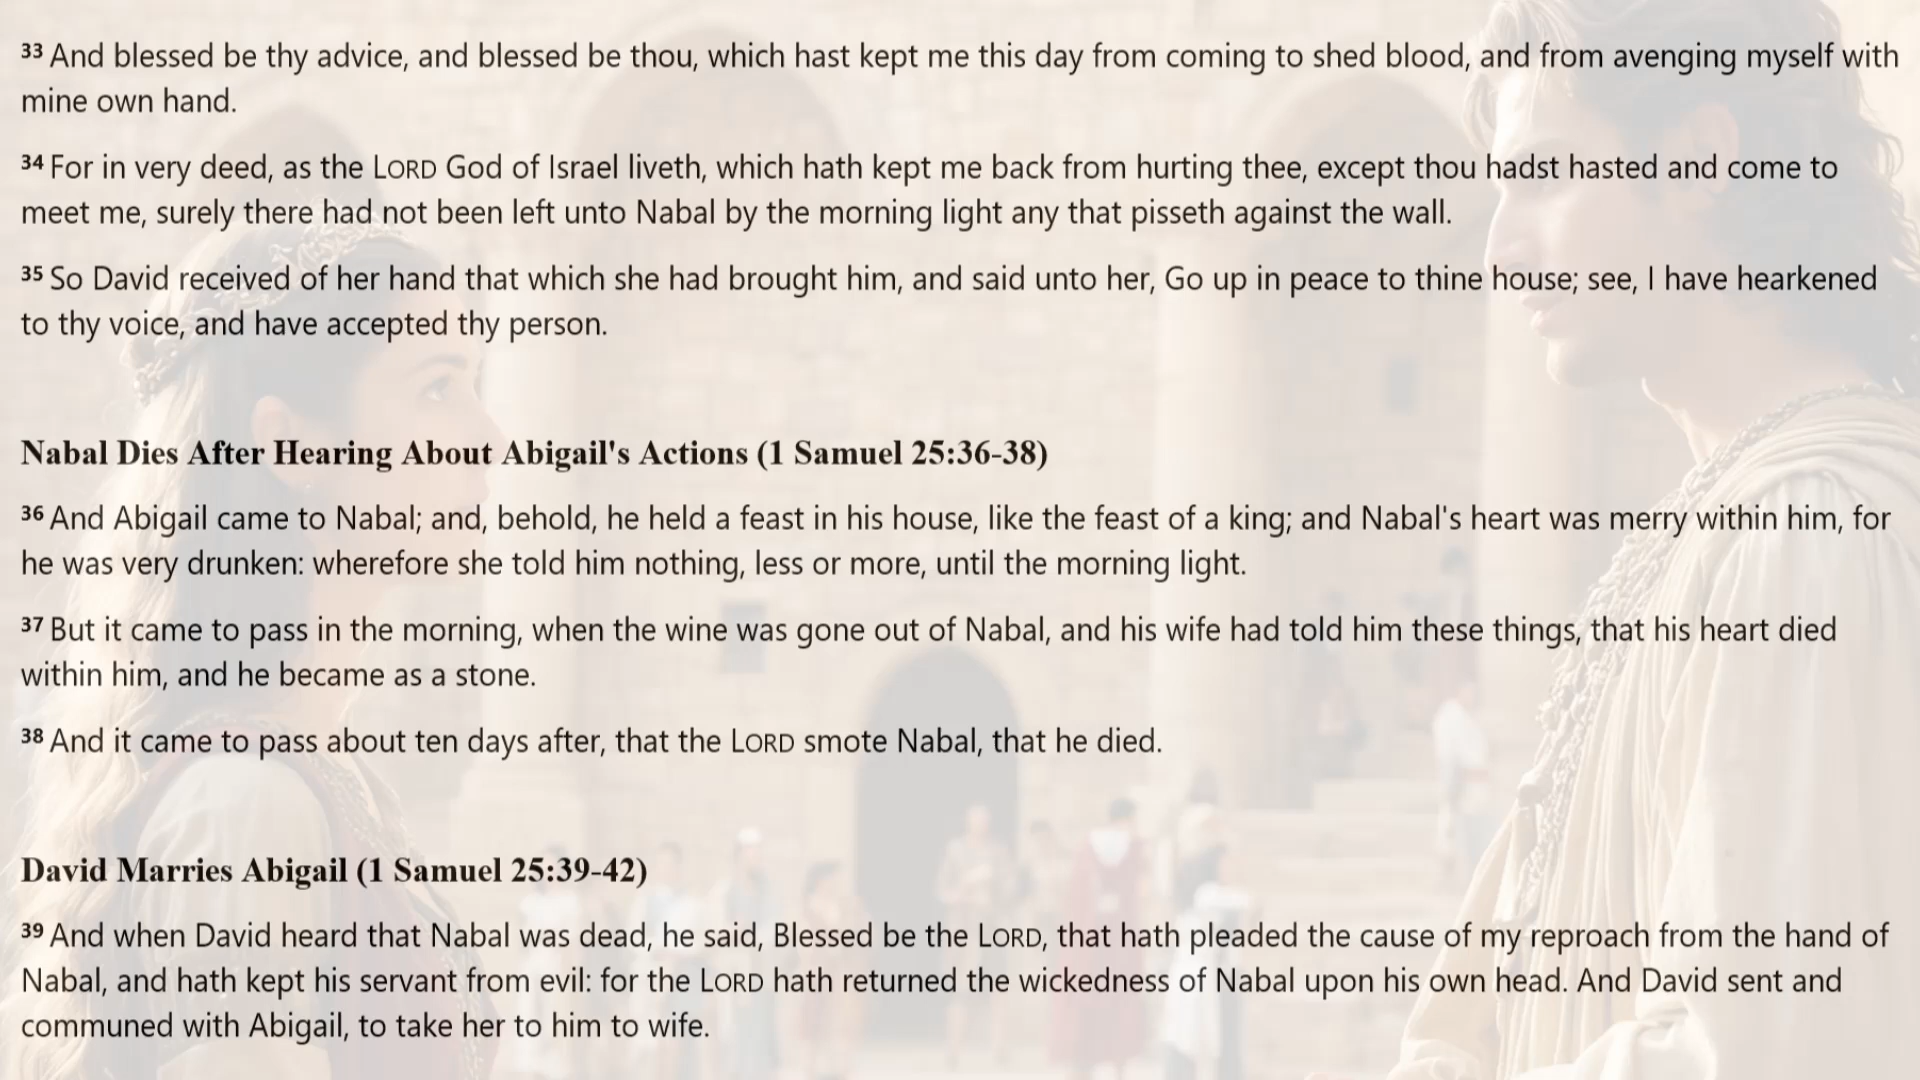 33 And blessed be thy advice, and blessed be thou, which hast kept me this day from coming to shed blood, and from avenging myself with
mine own hand.
34 For in very deed, as the LORD God of Israel liveth, which hath kept me back from hurting thee, except thou hadst hasted and come to
meet me, surely there had not been left unto Nabal by the morning light any that pisseth against the wall.
35 So David received of her hand that which she had brought him, and said unto her, Go up in peace to thine house; see, I have hearkened
to thy voice, and have accepted thy person.
Nabal Dies After Hearing About Abigail's Actions (1 Samuel 25:36-38)
36 And Abigail came to Nabal; and, behold, he held a feast in his house, like the feast of a king; and Nabal's heart was merry within him, for
he was very drunken: wherefore she told him nothing, less or more, until the morning light.
37 But it came to pass in the morning, when the wine was gone out of Nabal, and his wife had told him these things, that his heart died
within him, and he became as a stone.
38 And it came to pass about ten days after, that the LORD smote Nabal, that he died.
David Marries Abigail (1 Samuel 25:39-42)
39 And when David heard that Nabal was dead, he said, Blessed be the LORD, that hath pleaded the cause of my reproach from the hand of
Nabal, and hath kept his servant from evil: for the LORD hath returned the wickedness of Nabal upon his own head. And David sent and
communed with Abigail, to take her to him to wife.